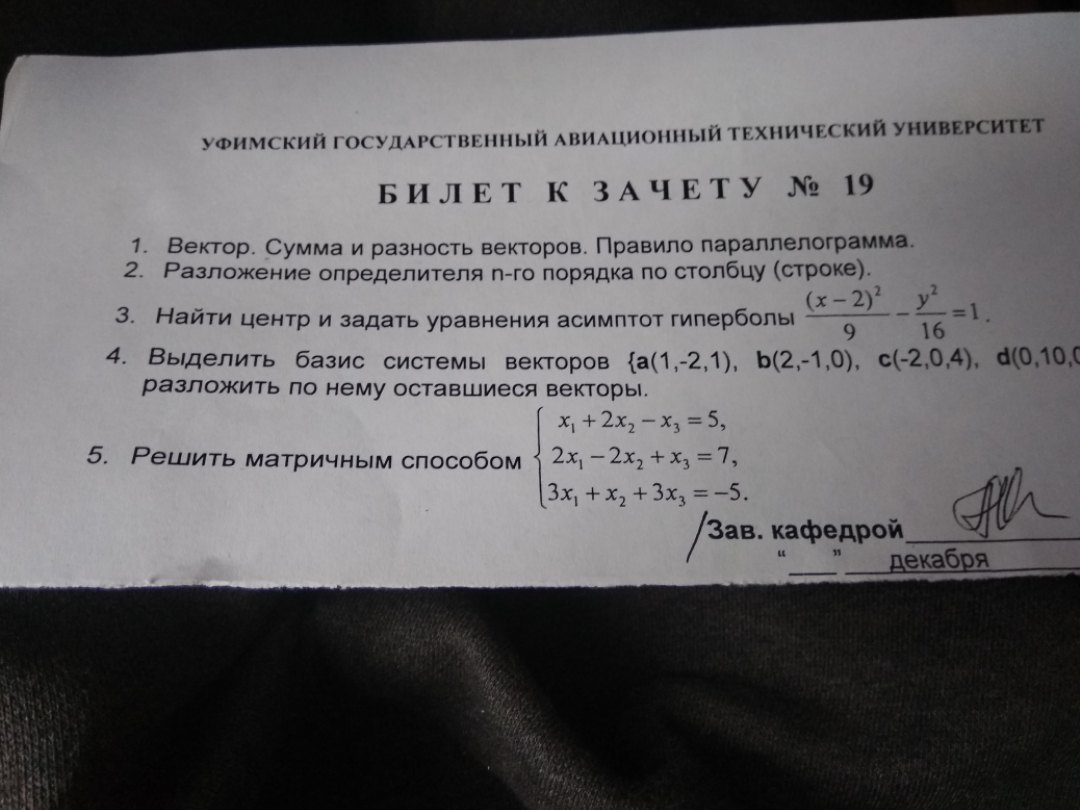 УФИМСКИЙ ГОСУДАРСТВЕННЫЙ АВИАЦИОННЫЙ ТЕХНИЧЕСКИЙ УНИВЕРСИТЕТ
БИЛЕТ К ЗАЧЕТУ № 19
1. Вектор. Сумма и разность векторов. Правило параллелограмма.
2. Разложение определителя n-го порядка по столбцу (строке).
3. Найти центр и задать уравнения асимптот гиперболы (x − 2)²/9 − y²/16 = 1.
4. Выделить базис системы векторов {a(1,-2,1), b(2,-1,0), c(-2,0,4), d(0,10,0
разложить по нему оставшиеся векторы.
5. Решить матричным способом { x₁ + 2x₂ − x₃ = 5,
2x₁ − 2x₂ + x₃ = 7,
3x₁ + x₂ + 3x₃ = −5.
/Зав. кафедрой
“___” ___ декабря